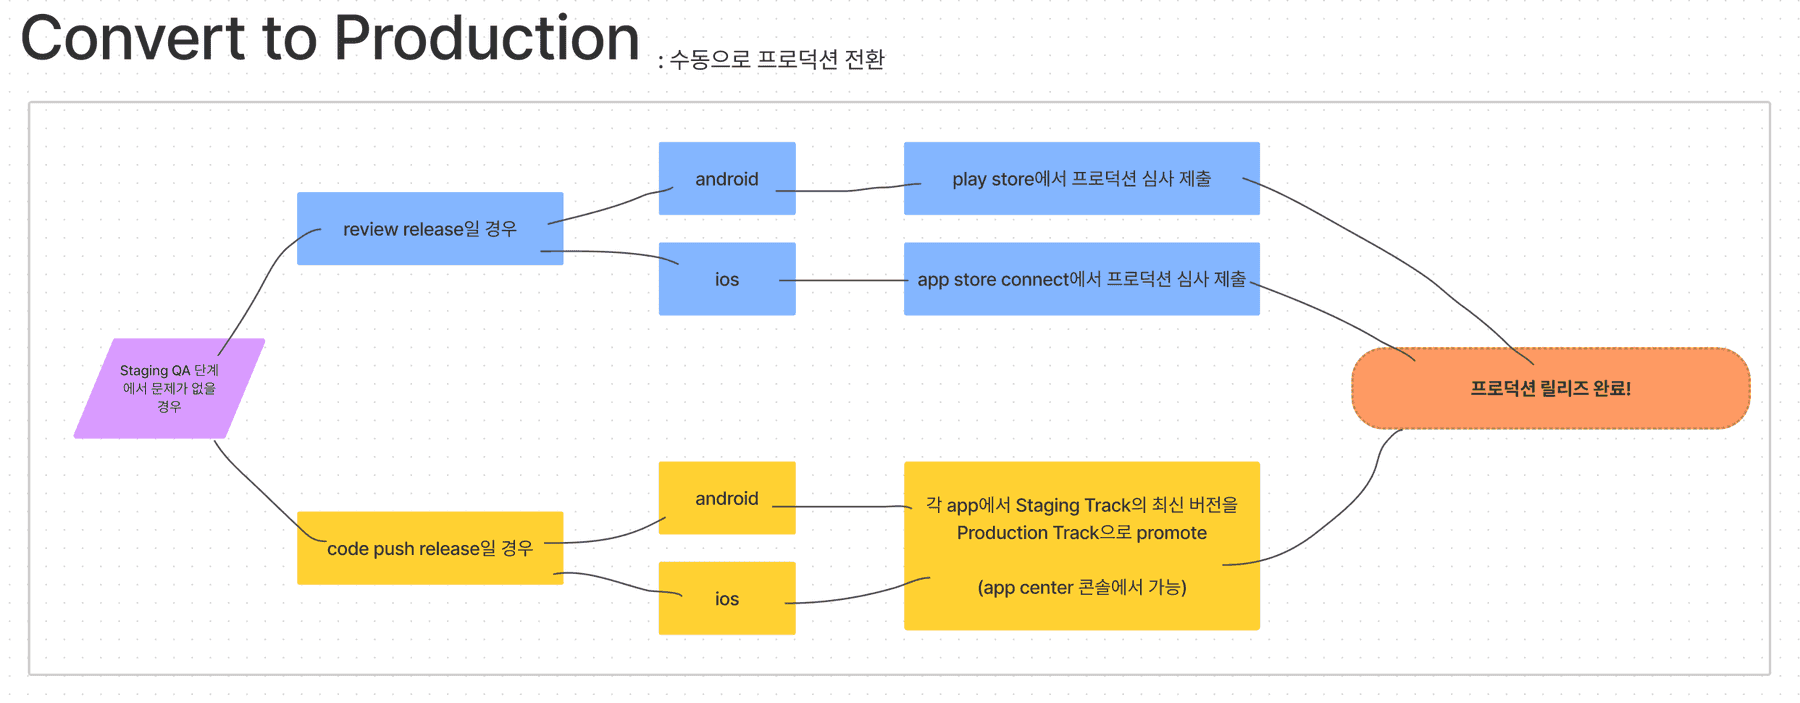 Convert to Production
: 수동으로 프로덕션 전환
android
play store에서 프로덕션 심사 제출
review release일 경우
ios
app store connect에서 프로덕션 심사 제출
Staging QA 단계
에서 문제가 없을
경우
프로덕션 릴리즈 완료!
android
각 app에서 Staging Track의 최신 버전을
Production Track으로 promote
code push release일 경우
ios
(app center 콘솔에서 가능)